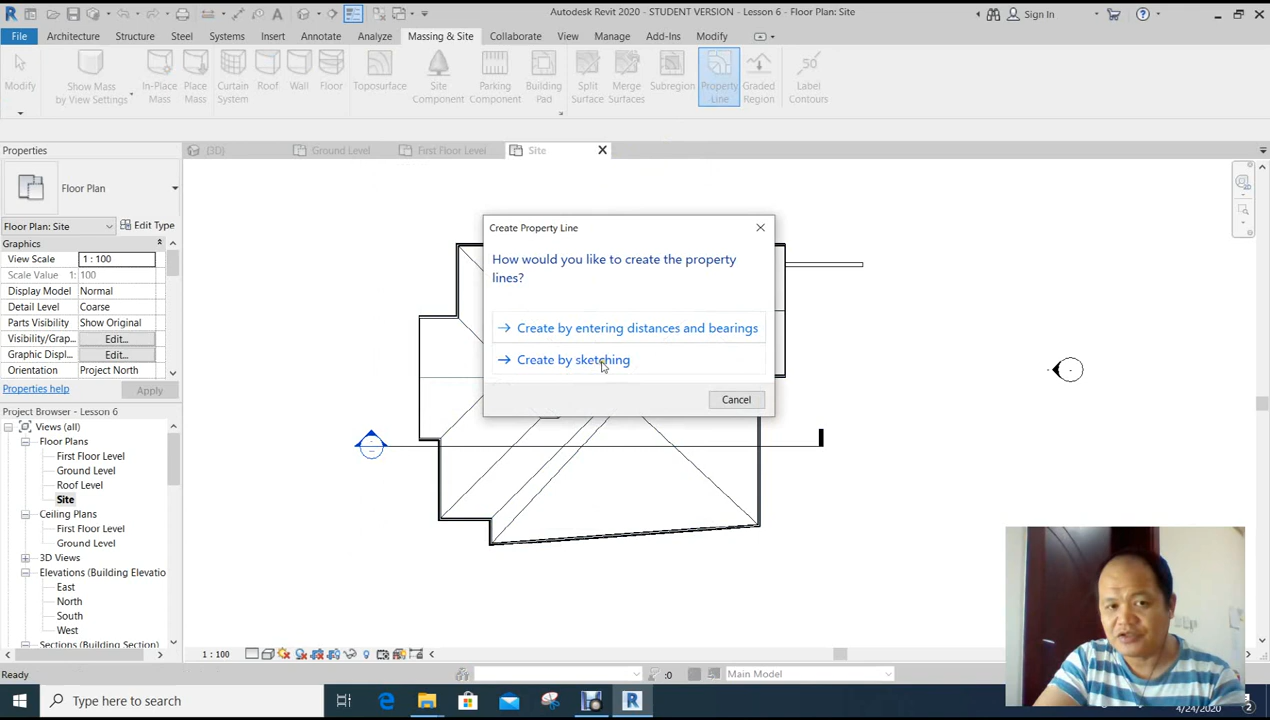 Autodesk Revit 2020 - STUDENT VERSION - Lesson 6 - Floor Plan: Site
Sign In
File Architecture Structure Steel Systems Insert Annotate Analyze Massing & Site Collaborate View Manage Add-Ins Modify
Modify
Show Mass
by View Settings
In-Place
Mass
Place
Mass
Curtain
System
Roof
Wall
Floor
Toposurface
Site
Component
Parking
Component
Building
Pad
Split
Surface
Merge
Surfaces
Subregion
Property
Line
Graded
Region
50
Label
Contours
Properties
{3D}
Ground Level
First Floor Level
Site
Floor Plan
Floor Plan: Site
Edit Type
Graphics
View Scale 1 : 100
Scale Value 1: 100
Display Model Normal
Detail Level Coarse
Parts Visibility Show Original
Visibility/Grap... Edit...
Graphic Displ... Edit...
Orientation Project North
Properties help
Apply
Project Browser - Lesson 6
Views (all)
Floor Plans
First Floor Level
Ground Level
Roof Level
Site
Ceiling Plans
First Floor Level
Ground Level
3D Views
Elevations (Building Elevatio
East
North
South
West
Sections (Building Section)
Create Property Line
How would you like to create the property
lines?
Create by entering distances and bearings
Create by sketching
Cancel
1 : 100
Ready
:0
Main Model
Type here to search
4/24/2020
2